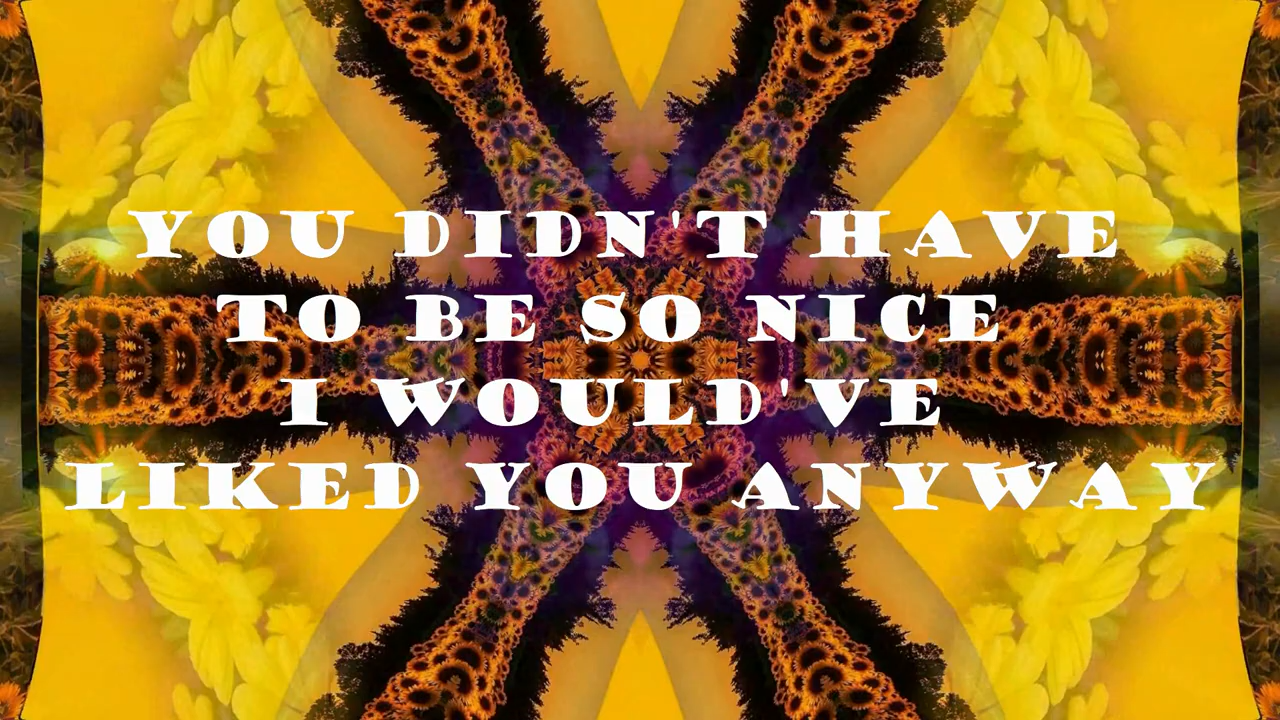 YOU DIDN'T HAVE
TO BE SO NICE
I WOULD'VE
LIKED YOU ANYWAY